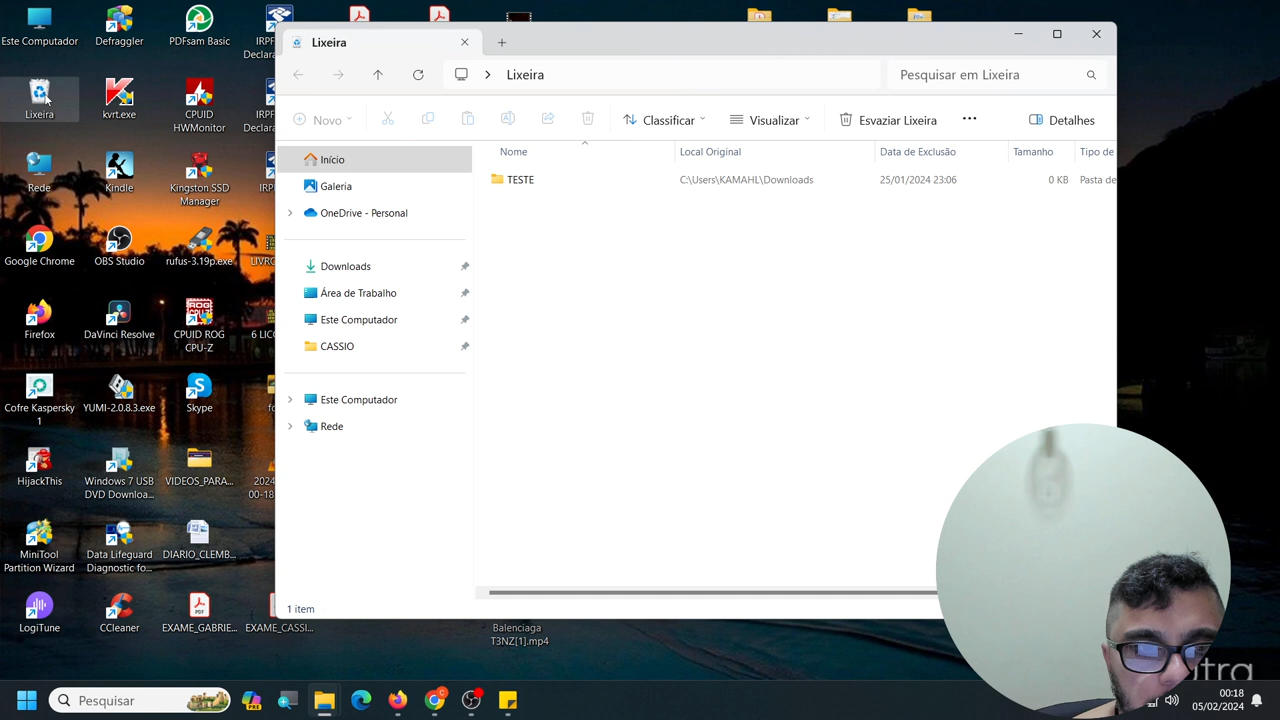 Este Computador
Defraggler
PDFsam Basic
IRPF
Declara
Lixeira
kvrt.exe
CPUID
HWMonitor
IRPF
Declara
Rede
Kindle
Kingston SSD
Manager
Google Chrome
OBS Studio
rufus-3.19p.exe
LIVRO
Firefox
DaVinci Resolve
CPUID ROG
CPU-Z
6 LICO
Cofre Kaspersky
1
YUMI-2.0.8.3.exe
Skype
HijackThis
Windows 7 USB
DVD Downloa...
VIDEOS_PARA...
2024
00-18
MiniTool
Partition Wizard
Data Lifeguard
Diagnostic fo...
DIARIO_CLEMB...
LogiTune
CCleaner
EXAME_GABRIE...
EXAME_CASSI...
Balenciaga
T3NZ[1].mp4
Lixeira
Lixeira
Pesquisar em Lixeira
Novo
Classificar
Visualizar
Esvaziar Lixeira
Detalhes
Início
Galeria
OneDrive - Personal
Downloads
Área de Trabalho
Este Computador
CASSIO
Este Computador
Rede
Nome
Local Original
Data de Exclusão
Tamanho
Tipo de
TESTE
C:\Users\KAMAHL\Downloads
25/01/2024 23:06
0 KB
Pasta de
1 item
Pesquisar
00:18
05/02/2024